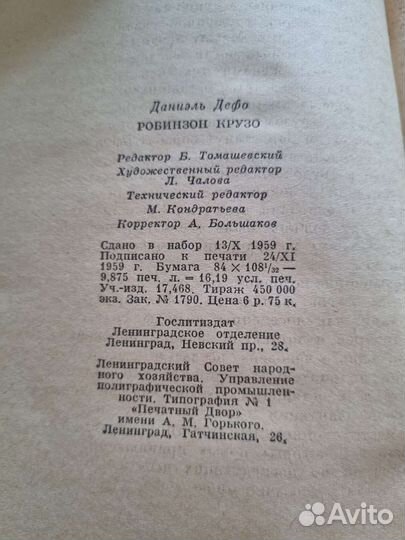 Даниэль Дефо
РОБИНЗОН КРУЗО
Редактор Б. Томашевский
Художественный редактор
Л. Чалова
Технический редактор
М. Кондратьева
Корректор А. Большаков
Сдано в набор 13/X 1959 г.
Подписано к печати 24/XI
1959 г. Бумага 84 × 108¹/₃₂ —
9,875 печ. л. = 16,19 усл. печ.
Уч.-изд. 17,468. Тираж 450 000
экз. Зак. № 1790. Цена 6 р. 75 к.
Гослитиздат
Ленинградское отделение
Ленинград, Невский пр., 28.
Ленинградский Совет народ-
ного хозяйства. Управление
полиграфической промышлен-
ности. Типография № 1
«Печатный Двор»
имени А. М. Горького.
Ленинград, Гатчинская, 26.
Avito